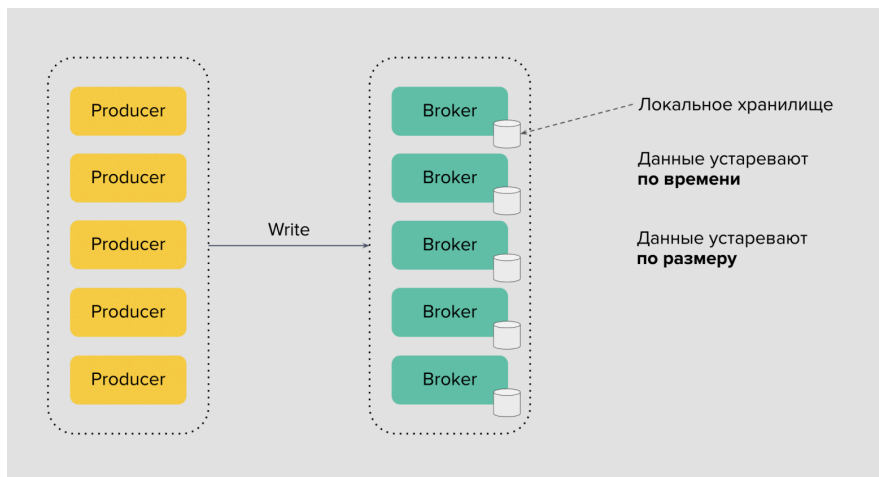 Producer
Producer
Producer
Producer
Producer
Write
Broker
Broker
Broker
Broker
Broker
Локальное хранилище
Данные устаревают
по времени
Данные устаревают
по размеру